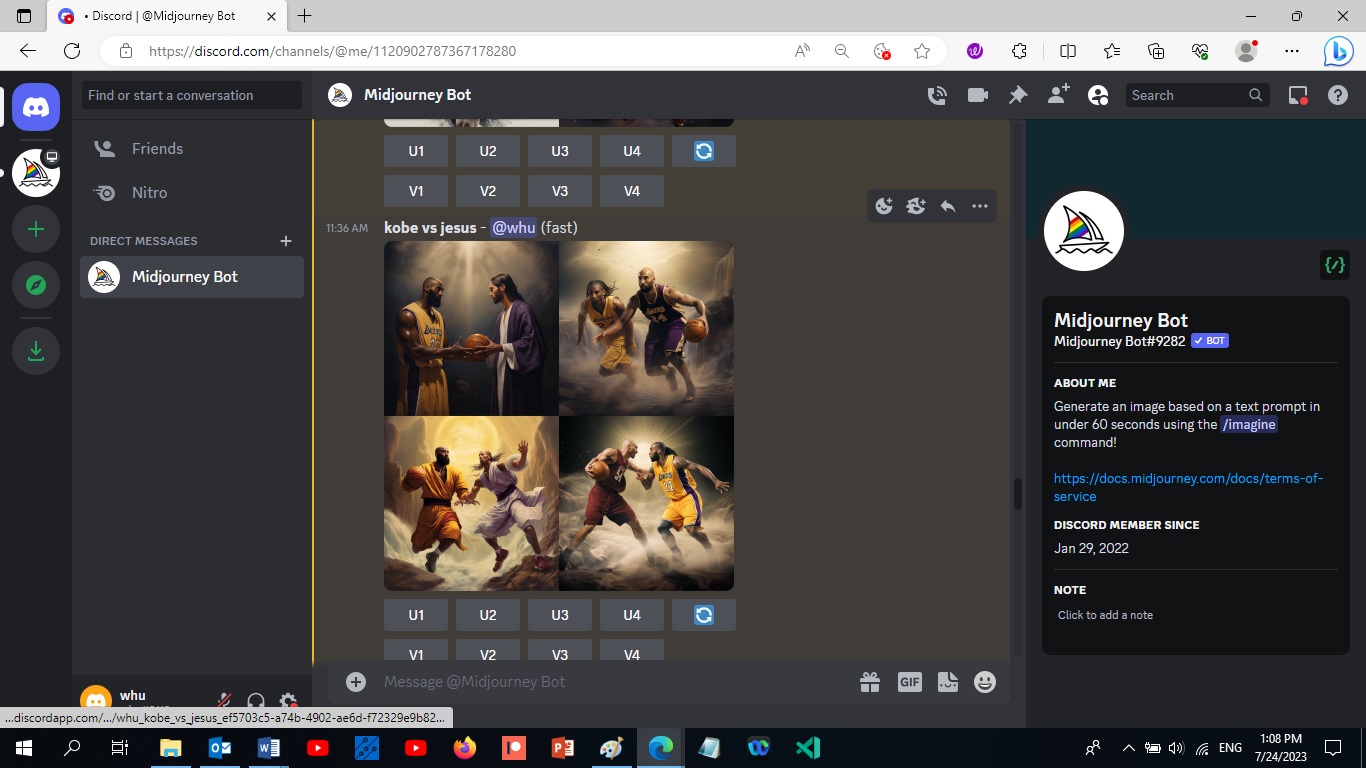 • Discord | @Midjourney Bot
https://discord.com/channels/@me/1120902787367178280
Find or start a conversation
Midjourney Bot
Search
Friends
Nitro
DIRECT MESSAGES
Midjourney Bot
U1 U2 U3 U4
V1 V2 V3 V4
11:36 AM kobe vs jesus - @whu (fast)
U1 U2 U3 U4
V1 V2 V3 V4
Message @Midjourney Bot
GIF
Midjourney Bot
Midjourney Bot#9282 BOT
ABOUT ME
Generate an image based on a text prompt in
under 60 seconds using the /imagine
command!
https://docs.midjourney.com/docs/terms-of-
service
DISCORD MEMBER SINCE
Jan 29, 2022
NOTE
Click to add a note
whu
...discordapp.com/.../whu_kobe_vs_jesus_ef5703c5-a74b-4902-ae6d-f72329e9b82...
ENG
1:08 PM
7/24/2023